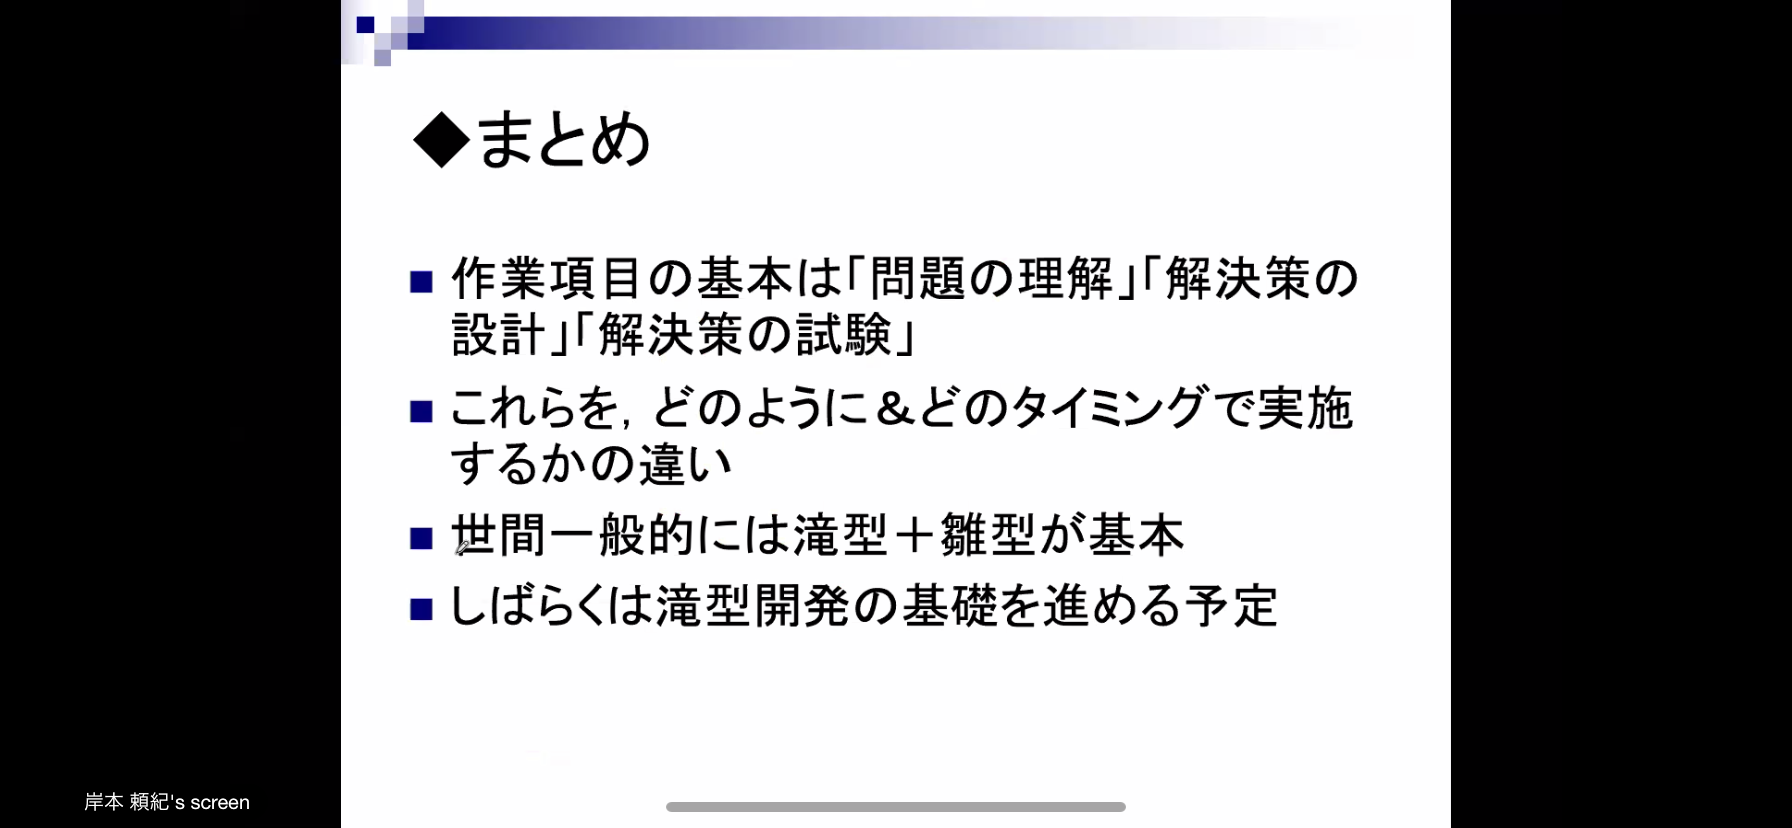 ◆まとめ
■ 作業項目の基本は「問題の理解」「解決策の
設計」「解決策の試験」
■ これらを，どのように＆どのタイミングで実施
するかの違い
■ 世間一般的には滝型＋雛型が基本
■ しばらくは滝型開発の基礎を進める予定
岸本 頼紀's screen